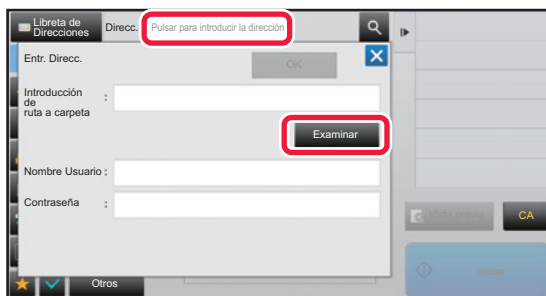 Libreta de
Direcciones
Direcc.
Pulsar para introducir la dirección
Entr. Direcc.
OK
Introducción
de
ruta a carpeta
:
Examinar
Nombre Usuario :
Contraseña :
Vista previa
CA
Iniciar
Otros